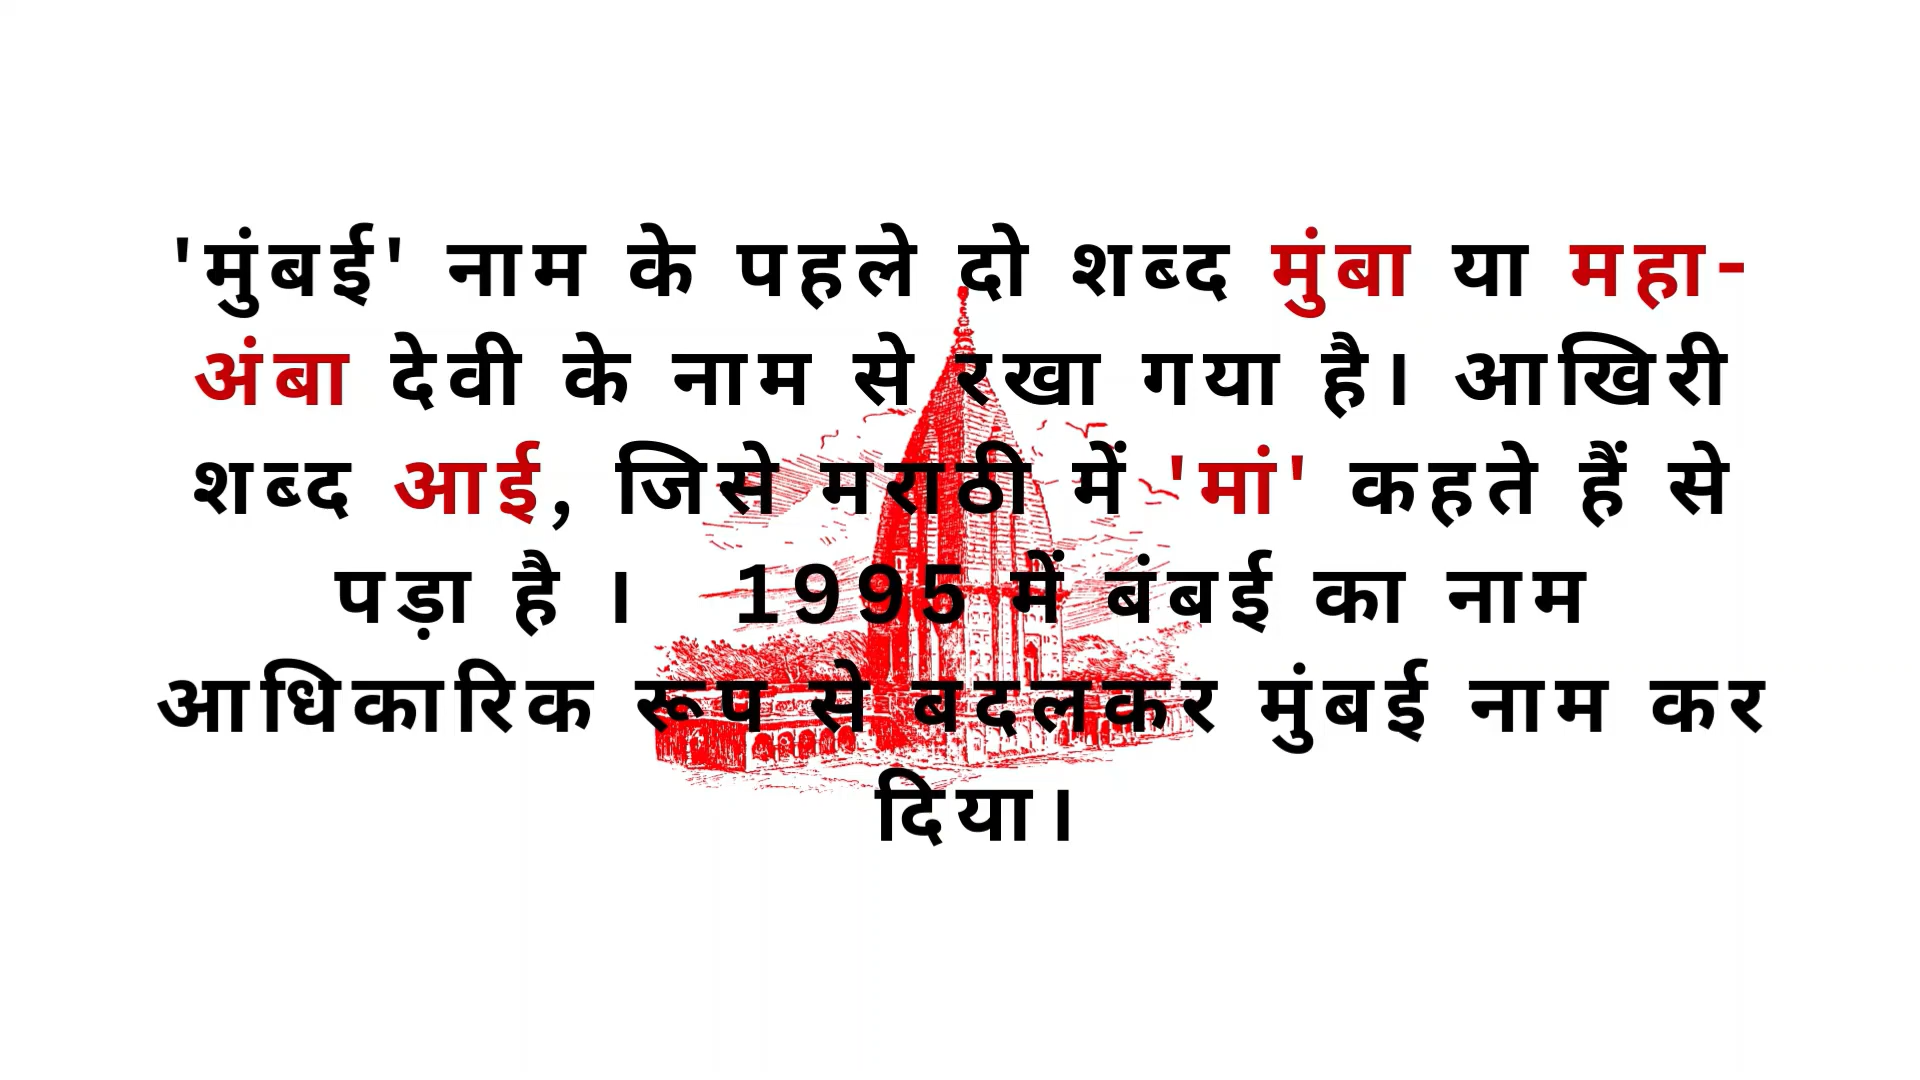 'मुंबई' नाम के पहले दो शब्द मुंबा या महा-
अंबा देवी के नाम से रखा गया है। आखिरी
शब्द आई, जिसे मराठी में 'मां' कहते हैं से
पड़ा है । 1995 में बंबई का नाम
आधिकारिक रूप से बदलकर मुंबई नाम कर
दिया।